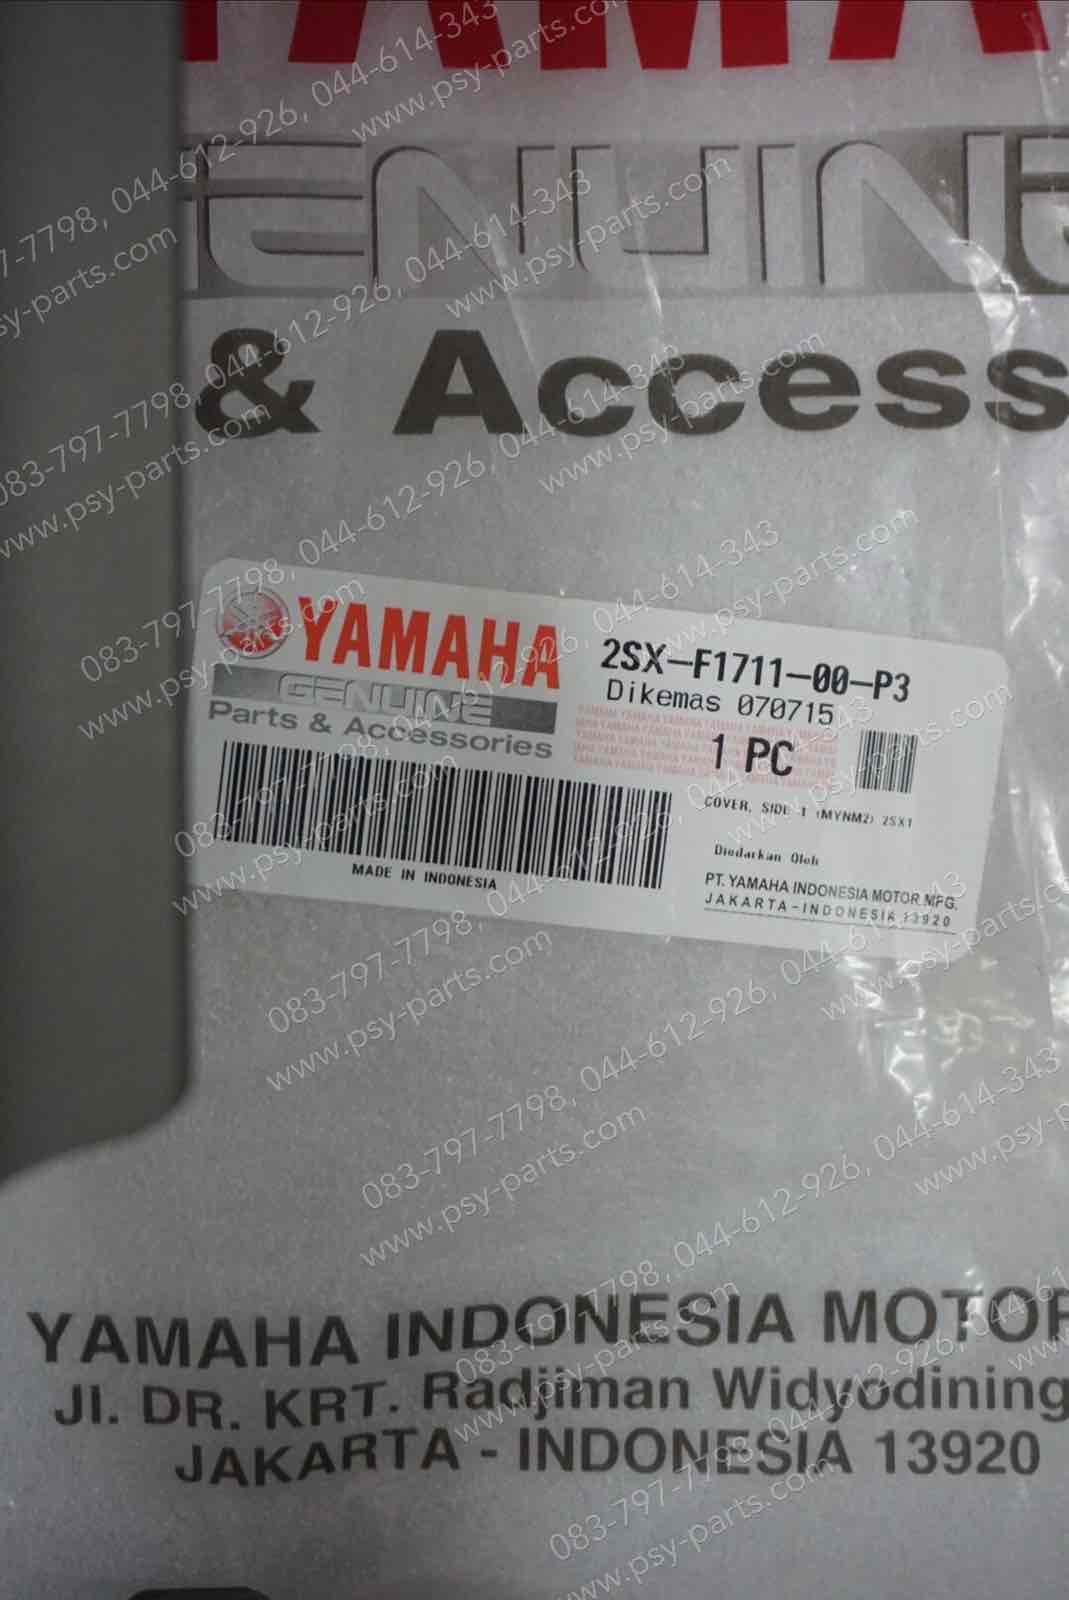 YAMAHA
GENUINE
& Access
YAMAHA
GENUINE
Parts & Accessories
2SX-F1711-00-P3
Dikemas 070715
1 PC
COVER, SIDE 1 (MYNM2) 2SX1
MADE IN INDONESIA
Diedarkan Oleh
PT. YAMAHA INDONESIA MOTOR MFG.
JAKARTA-INDONESIA 13920
YAMAHA INDONESIA MOTOR
Jl. DR. KRT. Radjiman Widyodining
JAKARTA - INDONESIA 13920
083-797-7798, 044-612-926, 044-614-343
www.psy-parts.com